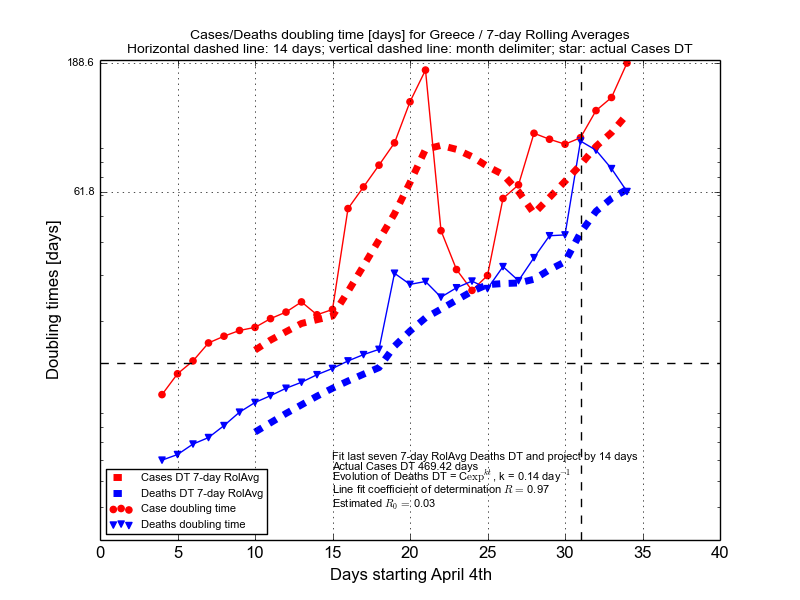 Cases/Deaths doubling time [days] for Greece / 7-day Rolling Averages
Horizontal dashed line: 14 days; vertical dashed line: month delimiter; star: actual Cases DT
188.6
61.8
Doubling times [days]
Fit last seven 7-day RolAvg Deaths DT and project by 14 days
Actual Cases DT 469.42 days
Evolution of Deaths DT = Cexp^{kt}, k = 0.14 day^{-1}
Line fit coefficient of determination R = 0.97
Estimated R_0 = 0.03
Cases DT 7-day RolAvg
Deaths DT 7-day RolAvg
Case doubling time
Deaths doubling time
0 5 10 15 20 25 30 35 40
Days starting April 4th